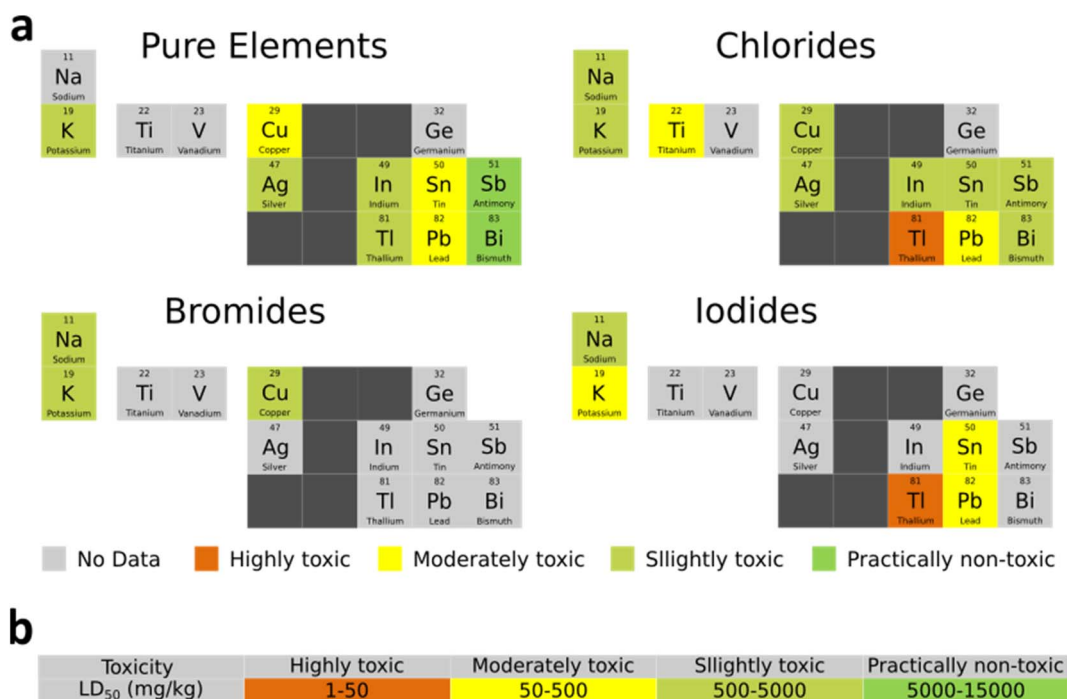 a
Pure Elements
11
Na
Sodium
19 22 23 29 32
K Ti V Cu Ge
Potassium Titanium Vanadium Copper Germanium
47 49 50 51
Ag In Sn Sb
Silver Indium Tin Antimony
81 82 83
Tl Pb Bi
Thallium Lead Bismuth
Chlorides
11
Na
Sodium
19 22 23 29 32
K Ti V Cu Ge
Potassium Titanium Vanadium Copper Germanium
47 49 50 51
Ag In Sn Sb
Silver Indium Tin Antimony
81 82 83
Tl Pb Bi
Thallium Lead Bismuth
Bromides
11
Na
Sodium
19 22 23 29 32
K Ti V Cu Ge
Potassium Titanium Vanadium Copper Germanium
47 49 50 51
Ag In Sn Sb
Silver Indium Tin Antimony
81 82 83
Tl Pb Bi
Thallium Lead Bismuth
Iodides
11
Na
Sodium
19 22 23 29 32
K Ti V Cu Ge
Potassium Titanium Vanadium Copper Germanium
47 49 50 51
Ag In Sn Sb
Silver Indium Tin Antimony
81 82 83
Tl Pb Bi
Thallium Lead Bismuth
No Data Highly toxic Moderately toxic Sllightly toxic Practically non-toxic
b
Toxicity Highly toxic Moderately toxic Sllightly toxic Practically non-toxic
LD50 (mg/kg) 1-50 50-500 500-5000 5000-15000